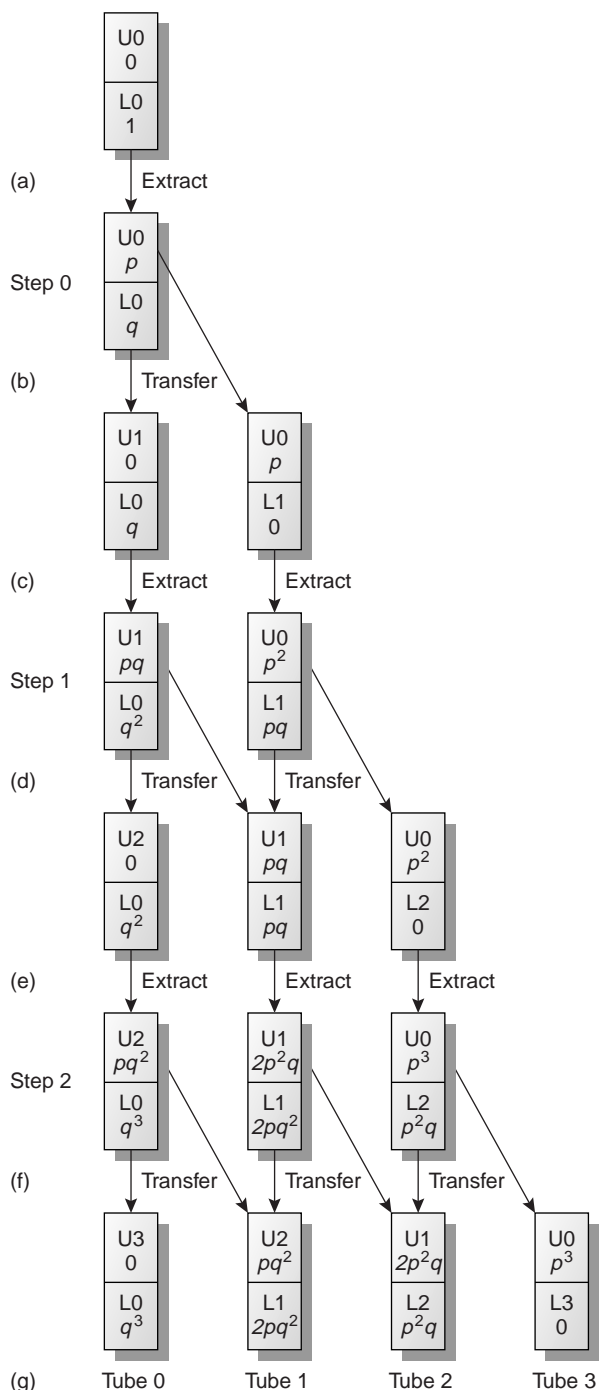 U0
0
L0
1
(a) Extract
U0
p
Step 0
L0
q
(b) Transfer
U1 U0
0 p
L0 L1
q 0
(c) Extract Extract
U1 U0
pq p²
Step 1
L0 L1
q² pq
(d) Transfer Transfer
U2 U1 U0
0 pq p²
L0 L1 L2
q² pq 0
(e) Extract Extract Extract
U2 U1 U0
pq² 2p²q p³
Step 2
L0 L1 L2
q³ 2pq² p²q
(f) Transfer Transfer Transfer
U3 U2 U1 U0
0 pq² 2p²q p³
L0 L1 L2 L3
q³ 2pq² p²q 0
(g) Tube 0 Tube 1 Tube 2 Tube 3